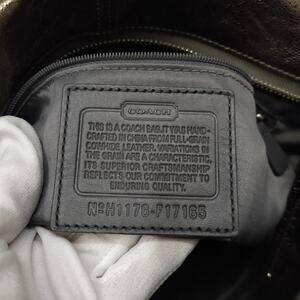 COACH
THIS IS A COACH BAG. IT WAS HAND-
CRAFTED IN CHINA FROM FULL-GRAIN
COWHIDE LEATHER. VARIATIONS IN
THE GRAIN ARE A CHARACTERISTIC.
ITS SUPERIOR CRAFTSMANSHIP
REFLECTS OUR COMMITMENT TO
ENDURING QUALITY.
Nº H1178-F17165